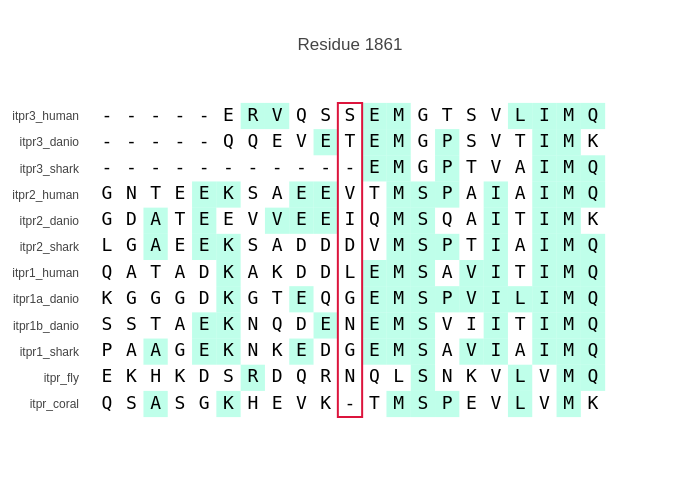 Residue 1861
itpr3_human - - - - - E R V Q S S E M G T S V L I M Q
itpr3_danio - - - - - Q Q E V E T E M G P S V T I M K
itpr3_shark - - - - - - - - - - - E M G P T V A I M Q
itpr2_human G N T E E K S A E E V T M S P A I A I M Q
itpr2_danio G D A T E E V V E E I Q M S Q A I T I M K
itpr2_shark L G A E E K S A D D D V M S P T I A I M Q
itpr1_human Q A T A D K A K D D L E M S A V I T I M Q
itpr1a_danio K G G G D K G T E Q G E M S P V I L I M Q
itpr1b_danio S S T A E K N Q D E N E M S V I I T I M Q
itpr1_shark P A A G E K N K E D G E M S A V I A I M Q
itpr_fly E K H K D S R D Q R N Q L S N K V L V M Q
itpr_coral Q S A S G K H E V K - T M S P E V L V M K